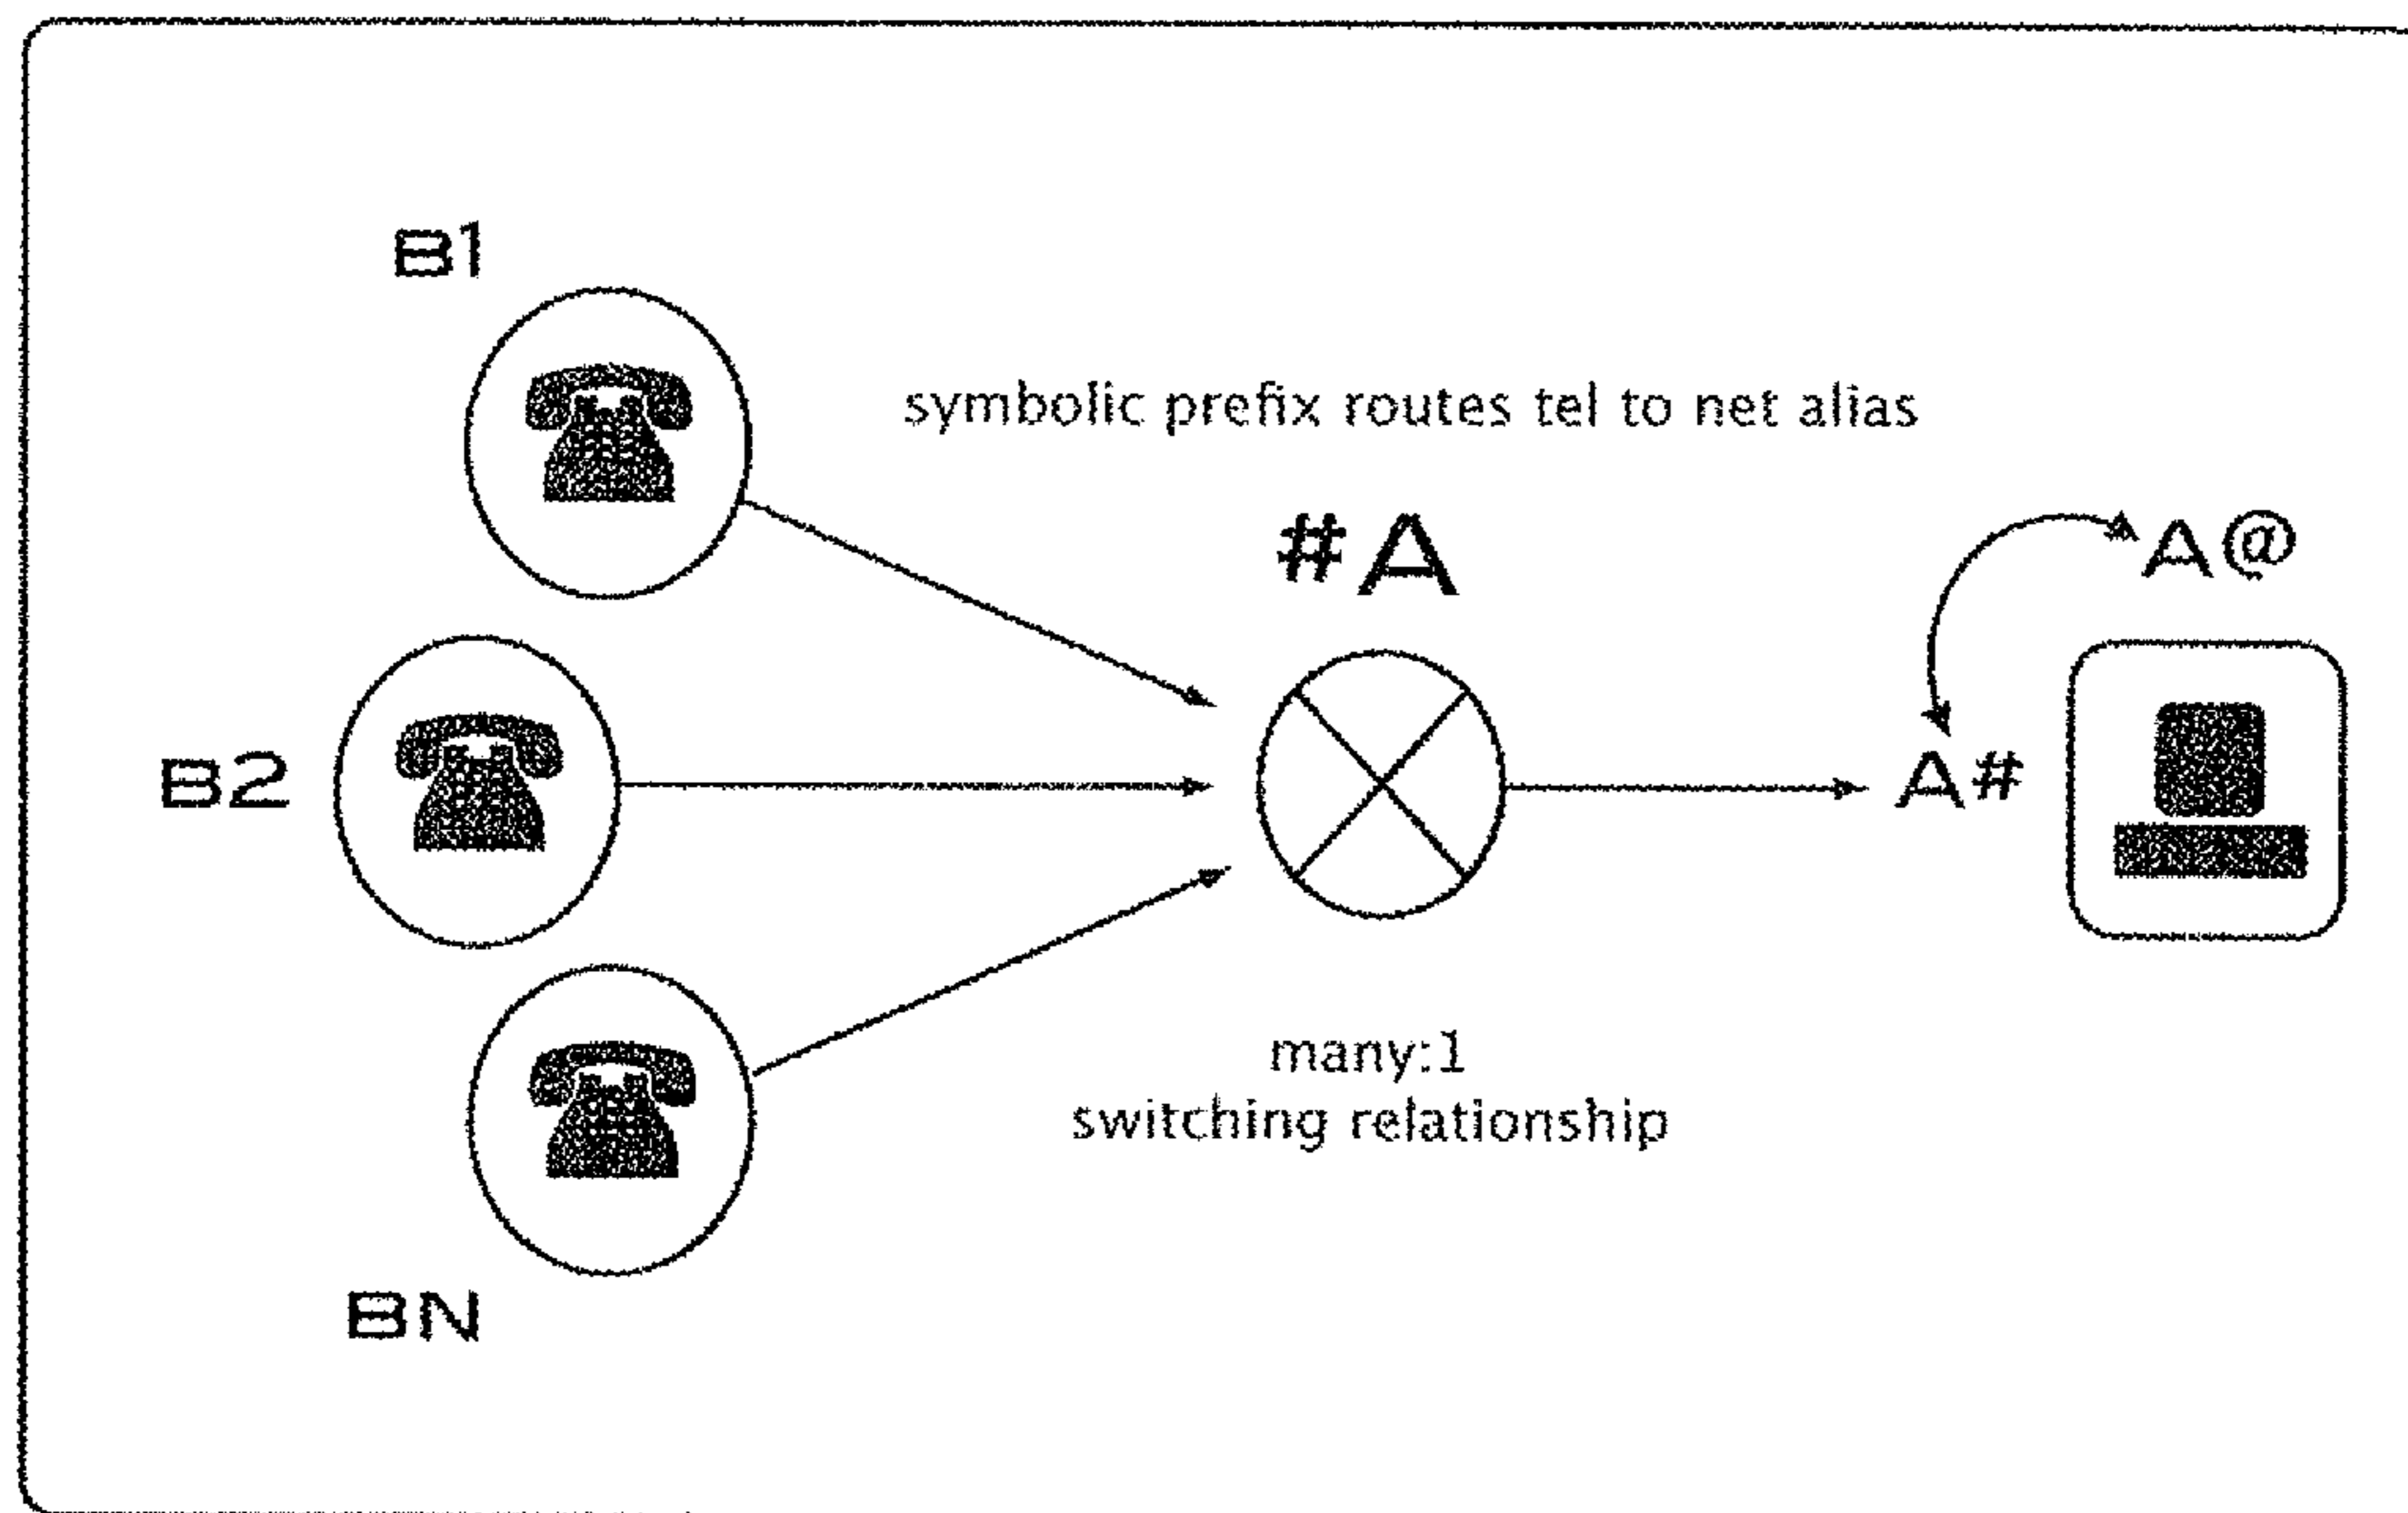 B1
symbolic prefix routes tel to net alias
#A
A@
B2
A#
many:1
switching relationship
BN